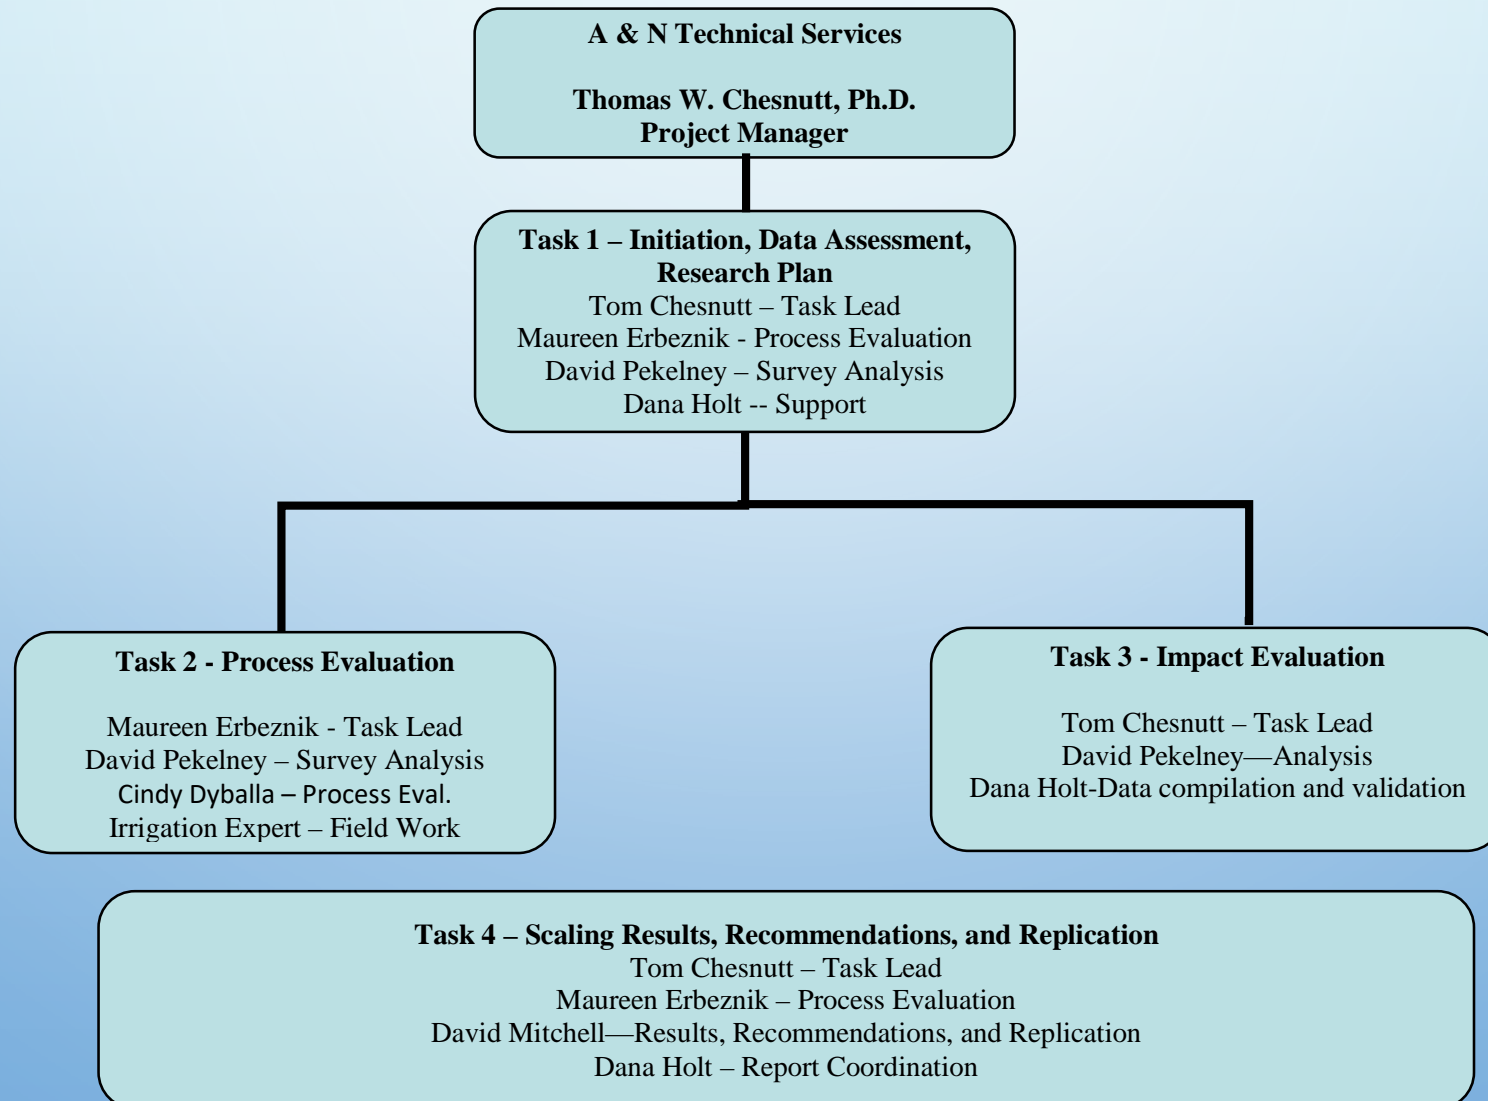 A & N Technical Services
Thomas W. Chesnutt, Ph.D.
Project Manager
Task 1 – Initiation, Data Assessment,
Research Plan
Tom Chesnutt – Task Lead
Maureen Erbeznik - Process Evaluation
David Pekelney – Survey Analysis
Dana Holt -- Support
Task 2 - Process Evaluation
Maureen Erbeznik - Task Lead
David Pekelney – Survey Analysis
Cindy Dyballa – Process Eval.
Irrigation Expert – Field Work
Task 3 - Impact Evaluation
Tom Chesnutt – Task Lead
David Pekelney—Analysis
Dana Holt-Data compilation and validation
Task 4 – Scaling Results, Recommendations, and Replication
Tom Chesnutt – Task Lead
Maureen Erbeznik – Process Evaluation
David Mitchell—Results, Recommendations, and Replication
Dana Holt – Report Coordination